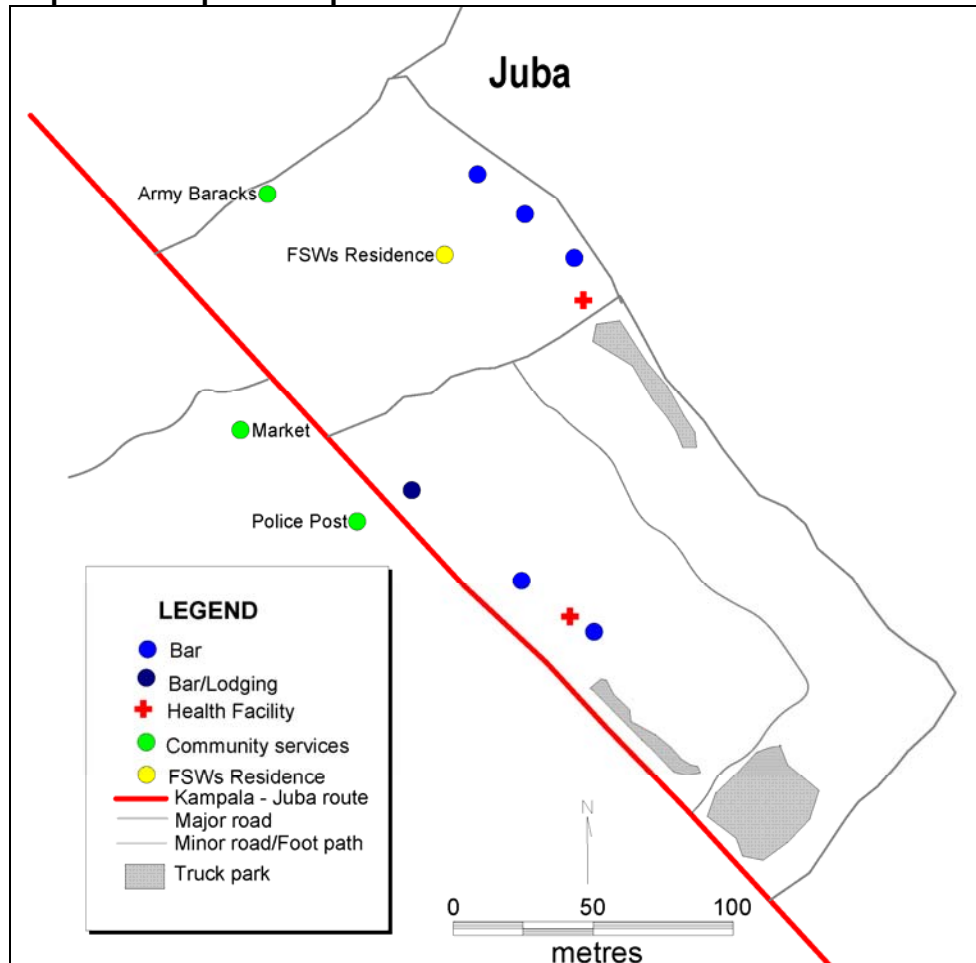 Juba
Army Baracks
FSWs Residence
Market
Police Post
LEGEND
Bar
Bar/Lodging
Health Facility
Community services
FSWs Residence
Kampala - Juba route
Major road
Minor road/Foot path
Truck park
N
0 50 100
metres